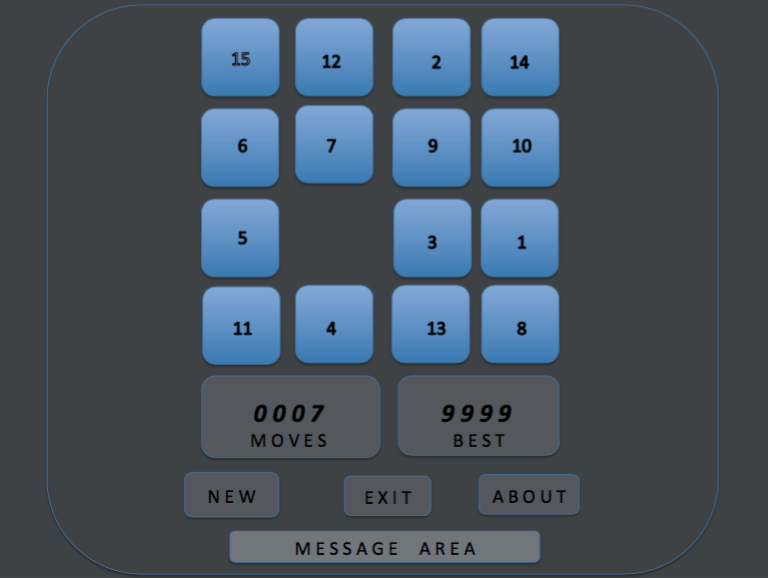 15 12 2 14
6 7 9 10
5 3 1
11 4 13 8
0007 9999
MOVES BEST
NEW EXIT ABOUT
MESSAGE AREA